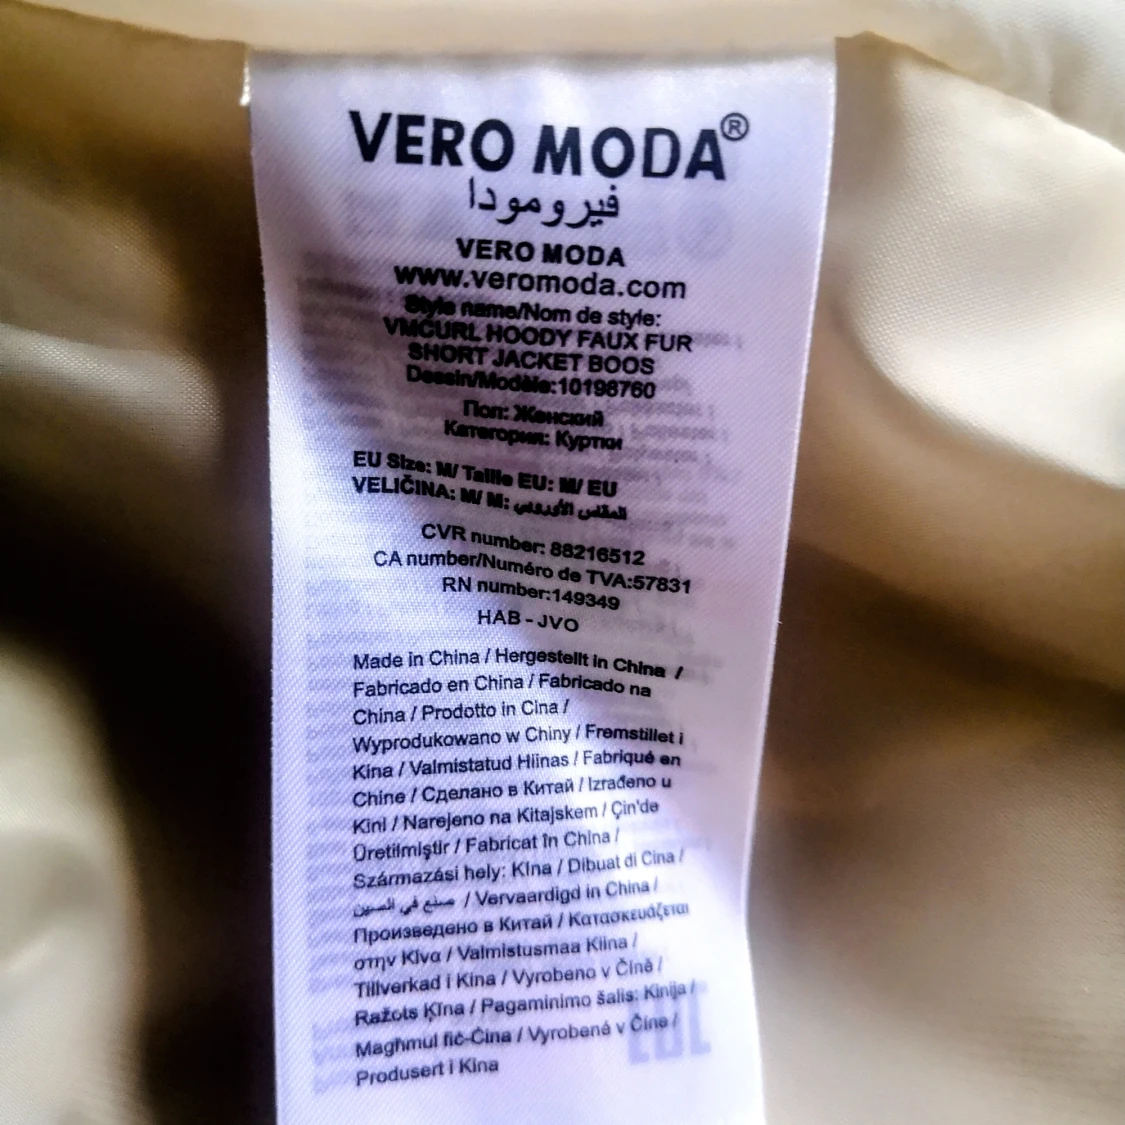 VERO MODA®
فيرومودا
VERO MODA
www.veromoda.com
Style name/Nom de style:
VMCURL HOODY FAUX FUR
SHORT JACKET BOOS
Dessin/Modèle:10198760
Пол: Женский
Категория: Куртки
EU Size: M/ Taille EU: M/ EU
VELIČINA: M/ M: المقاس الأوروبي
CVR number: 88216512
CA number/Numéro de TVA:57831
RN number:149349
HAB - JVO
Made in China / Hergestellt in China /
Fabricado en China / Fabricado na
China / Prodotto in Cina /
Wyprodukowano w Chiny / Fremstillet i
Kina / Valmistatud Hiinas / Fabriqué en
Chine / Сделано в Китай / Izrađeno u
Kini / Narejeno na Kitajskem / Çin'de
Üretilmiştir / Fabricat în China /
Származási hely: Kína / Dibuat di Cina /
صنع في الصين / Vervaardigd in China /
Произведено в Китай / Κατασκευάζεται
στην Κίνα / Valmistusmaa Kiina /
Tillverkad i Kina / Vyrobeno v Číně /
Ražots Ķīna / Pagaminimo šalis: Kinija /
Magħmul fiċ-Ċina / Vyrobené v Čína /
Produsert i Kina